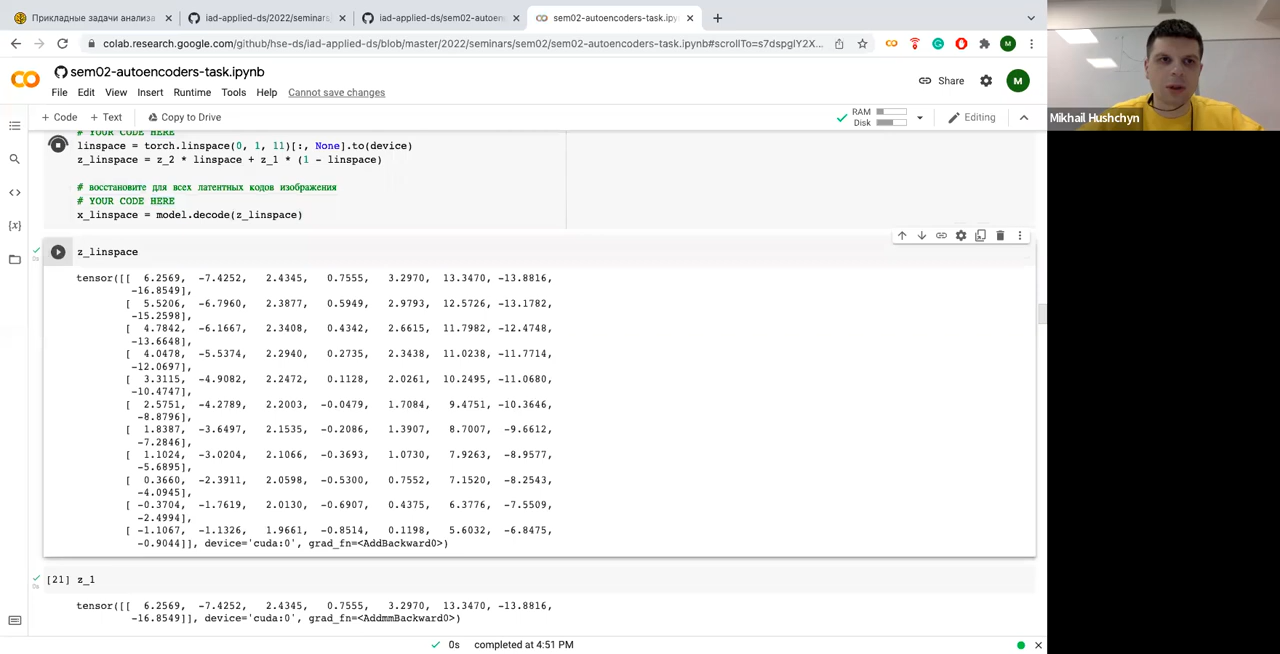 Прикладные задачи анализа
iad-applied-ds/2022/seminars
iad-applied-ds/sem02-autoen
sem02-autoencoders-task.ipy
colab.research.google.com/github/hse-ds/iad-applied-ds/blob/master/2022/seminars/sem02/sem02-autoencoders-task.ipynb#scrollTo=s7dspglY2X...
M
sem02-autoencoders-task.ipynb
Share
M
File Edit View Insert Runtime Tools Help Cannot save changes
+ Code + Text Copy to Drive
RAM
Disk
Editing
Mikhail Hushchyn
# YOUR CODE HERE
linspace = torch.linspace(0, 1, 11)[:, None].to(device)
z_linspace = z_2 * linspace + z_1 * (1 - linspace)
# восстановите для всех латентных кодов изображения
# YOUR CODE HERE
x_linspace = model.decode(z_linspace)
z_linspace
0s
tensor([[ 6.2569, -7.4252, 2.4345, 0.7555, 3.2970, 13.3470, -13.8816,
-16.8549],
[ 5.5206, -6.7960, 2.3877, 0.5949, 2.9793, 12.5726, -13.1782,
-15.2598],
[ 4.7842, -6.1667, 2.3408, 0.4342, 2.6615, 11.7982, -12.4748,
-13.6648],
[ 4.0478, -5.5374, 2.2940, 0.2735, 2.3438, 11.0238, -11.7714,
-12.0697],
[ 3.3115, -4.9082, 2.2472, 0.1128, 2.0261, 10.2495, -11.0680,
-10.4747],
[ 2.5751, -4.2789, 2.2003, -0.0479, 1.7084, 9.4751, -10.3646,
-8.8796],
[ 1.8387, -3.6497, 2.1535, -0.2086, 1.3907, 8.7007, -9.6612,
-7.2846],
[ 1.1024, -3.0204, 2.1066, -0.3693, 1.0730, 7.9263, -8.9577,
-5.6895],
[ 0.3660, -2.3911, 2.0598, -0.5300, 0.7552, 7.1520, -8.2543,
-4.0945],
[ -0.3704, -1.7619, 2.0130, -0.6907, 0.4375, 6.3776, -7.5509,
-2.4994],
[ -1.1067, -1.1326, 1.9661, -0.8514, 0.1198, 5.6032, -6.8475,
-0.9044]], device='cuda:0', grad_fn=<AddBackward0>)
[21] z_1
0s
tensor([[ 6.2569, -7.4252, 2.4345, 0.7555, 3.2970, 13.3470, -13.8816,
-16.8549]], device='cuda:0', grad_fn=<AddmmBackward0>)
0s completed at 4:51 PM